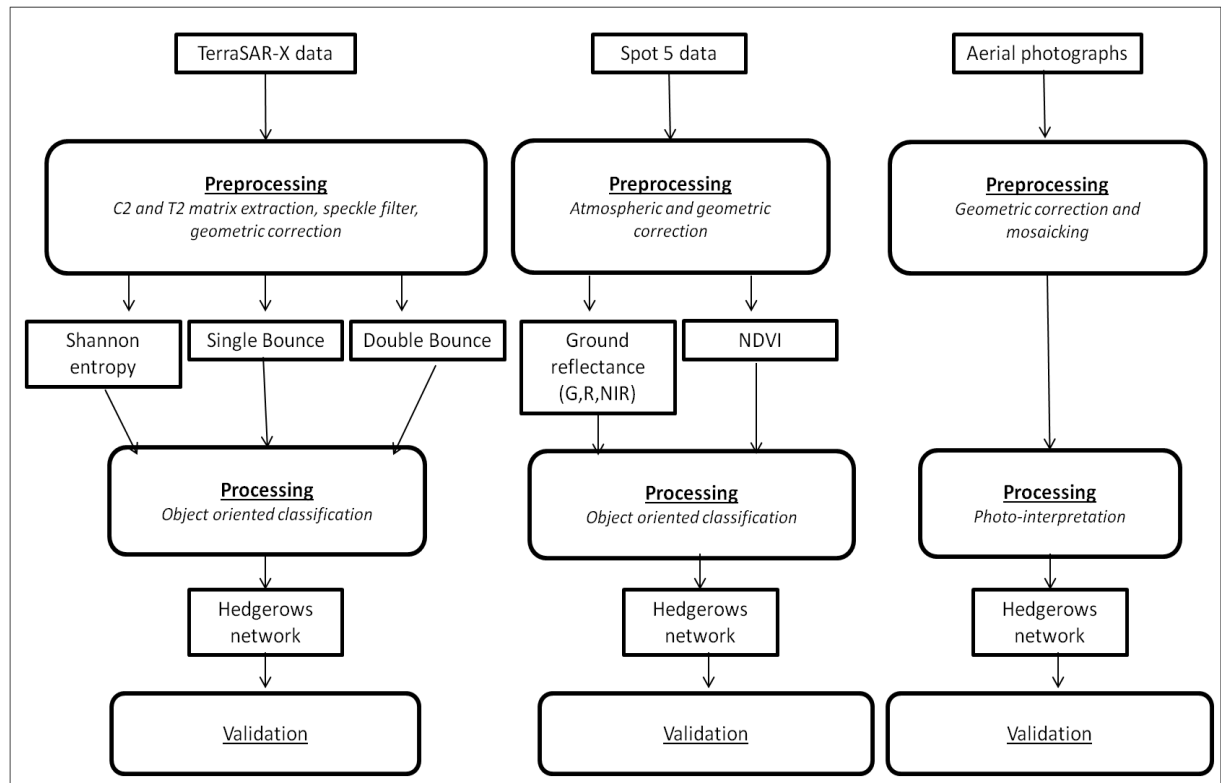 TerraSAR-X data
Spot 5 data
Aerial photographs
Preprocessing
C2 and T2 matrix extraction, speckle filter,
geometric correction
Preprocessing
Atmospheric and geometric
correction
Preprocessing
Geometric correction and
mosaicking
Shannon
entropy
Single Bounce
Double Bounce
Ground
reflectance
(G,R,NIR)
NDVI
Processing
Object oriented classification
Processing
Object oriented classification
Processing
Photo-interpretation
Hedgerows
network
Hedgerows
network
Hedgerows
network
Validation
Validation
Validation